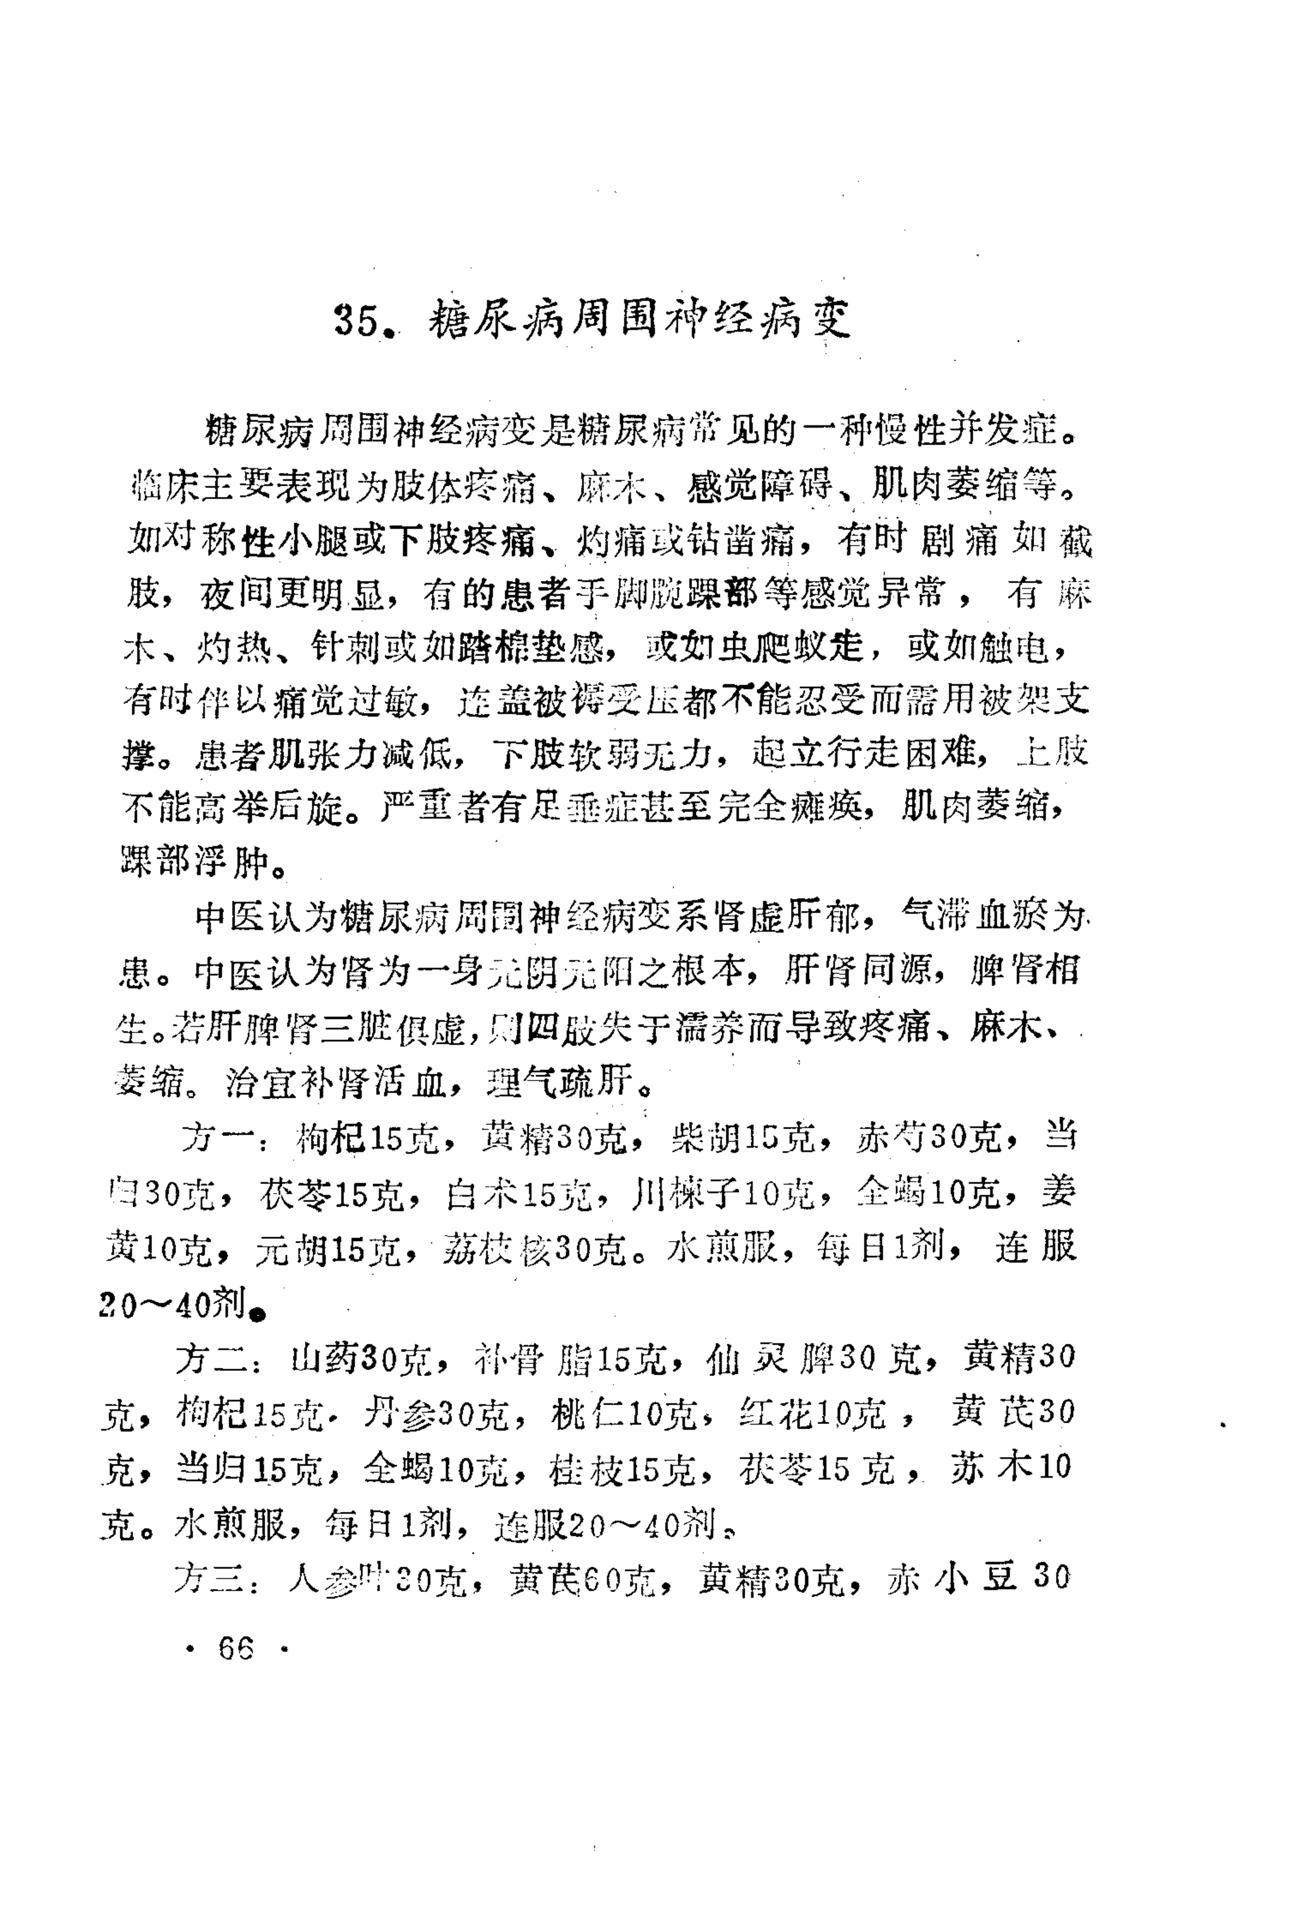 35. 糖尿病周围神经病变
糖尿病周围神经病变是糖尿病常见的一种慢性并发症。
临床主要表现为肢体疼痛、麻木、感觉障碍、肌肉萎缩等。
如对称性小腿或下肢疼痛、灼痛或钻凿痛，有时剧痛如截
肢，夜间更明显，有的患者手脚腕踝部等感觉异常，有麻
木、灼热、针刺或如踏棉垫感，或如虫爬蚁走，或如触电，
有时伴以痛觉过敏，连盖被褥受压都不能忍受而需用被架支
撑。患者肌张力减低，下肢软弱无力，起立行走困难，上肢
不能高举后旋。严重者有足垂症甚至完全瘫痪，肌肉萎缩，
踝部浮肿。
中医认为糖尿病周围神经病变系肾虚肝郁，气滞血瘀为
患。中医认为肾为一身元阴元阳之根本，肝肾同源，脾肾相
生。若肝脾肾三脏俱虚，则四肢失于濡养而导致疼痛、麻木、
萎缩。治宜补肾活血，理气疏肝。
方一：枸杞15克，黄精30克，柴胡15克，赤芍30克，当
归30克，茯苓15克，白术15克，川楝子10克，全蝎10克，姜
黄10克，元胡15克，荔枝核30克。水煎服，每日1剂，连服
20～40剂。
方二：山药30克，补骨脂15克，仙灵脾30克，黄精30
克，枸杞15克．丹参30克，桃仁10克，红花10克，黄芪30
克，当归15克，全蝎10克，桂枝15克，茯苓15克，苏木10
克。水煎服，每日1剂，连服20～40剂。
方三：人参叶30克，黄芪60克，黄精30克，赤小豆30
· 66 ·